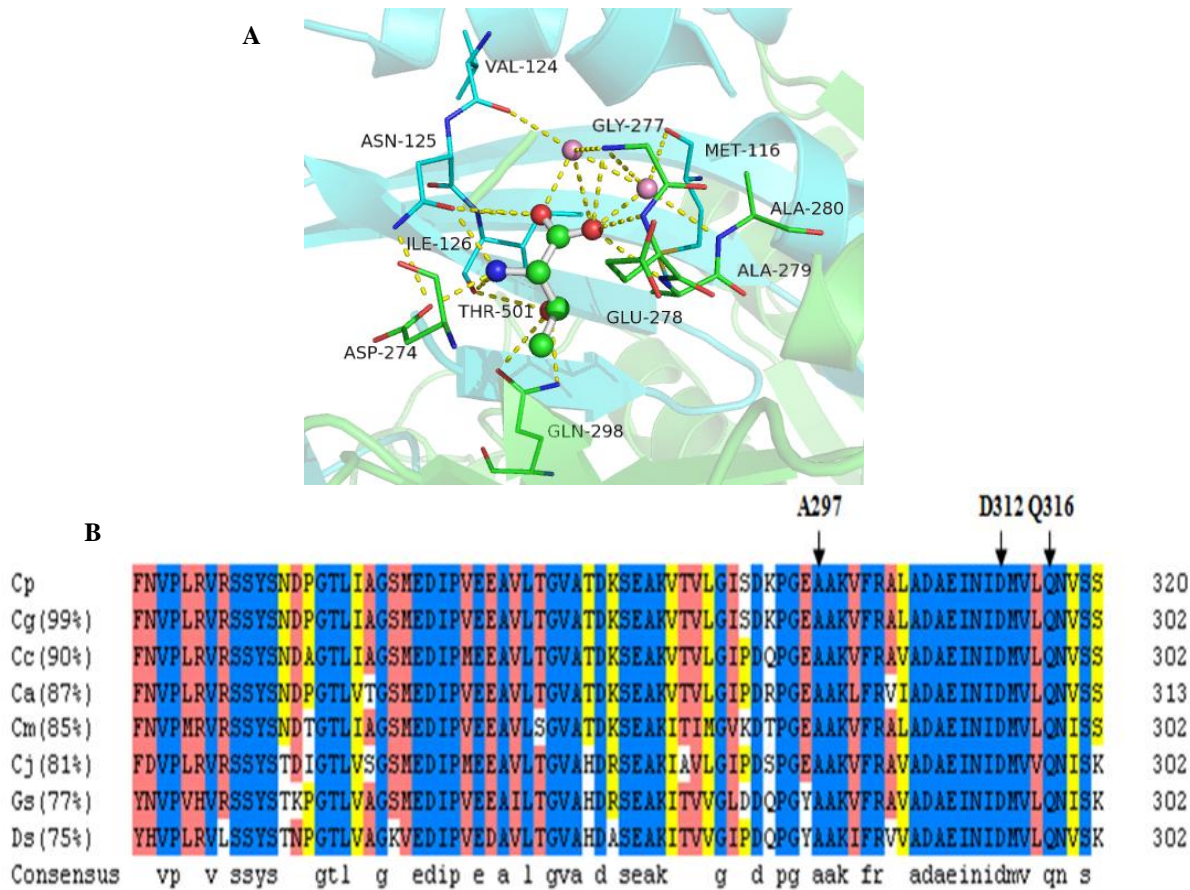 A
VAL-124
GLY-277
ASN-125
MET-116
ALA-280
ILE-126
ALA-279
THR-501
GLU-278
ASP-274
GLN-298
B
A297 D312 Q316
Cp FNVPLRVRSSYSNDPGTLIAGSMEDIPVEEAVLTGVATDKSEAKVTVLGISDKPGEAAKVFRALADAEINIDMVLQNVSS 320
Cg(99%) FNVPLRVRSSYSNDPGTLIAGSMEDIPVEEAVLTGVATDKSEAKVTVLGISDKPGEAAKVFRALADAEINIDMVLQNVSS 302
Cc(90%) FNVPLRVRSSYSNDAGTLIAGSMEDIPMEEAVLTGVATDKSEAKVTVLGIPDQPGEAAKVFRAVADAEINIDMVLQNVSS 302
Ca(87%) FNVPLRVRSSYSNDPGTLVTGSMEDIPVEEAVLTGVATDKSEAKVTVLGIPDRPGEAAKLFRVIADAEINIDMVLQNVSS 313
Cm(85%) FNVPMRVRSSYSNDTGTLIAGSMEDIPVEEAVLSGVATDKSEAKITIMGVKDTPGEAAKVFRALADAEINIDMVLQNISS 302
Cj(81%) FDVPLRVRSSYSTDIGTLVSGSMEDIPMEEAVLTGVAHDRSEAKIAVLGIPDSPGEAAKVFRALADAEINIDMVVQNISK 302
Gs(77%) YNVPVHVRSSYSTKPGTLVAGSMEDIPVEEAILTGVAHDRSEAKITVVGLDDQPGYAAKVFRAVADAEINIDMVLQNISK 302
Ds(75%) YHVPLRVLSSYSTNPGTLVAGKVEDIPVEDAVLTGVAHDASEAKITVVGIPDQPGYAAKIFRVVADAEINIDMVLQNVSK 302
Consensus vp v ssys gtl g edip e a l gva d seak g d pg aak fr adaeinidmv qn s